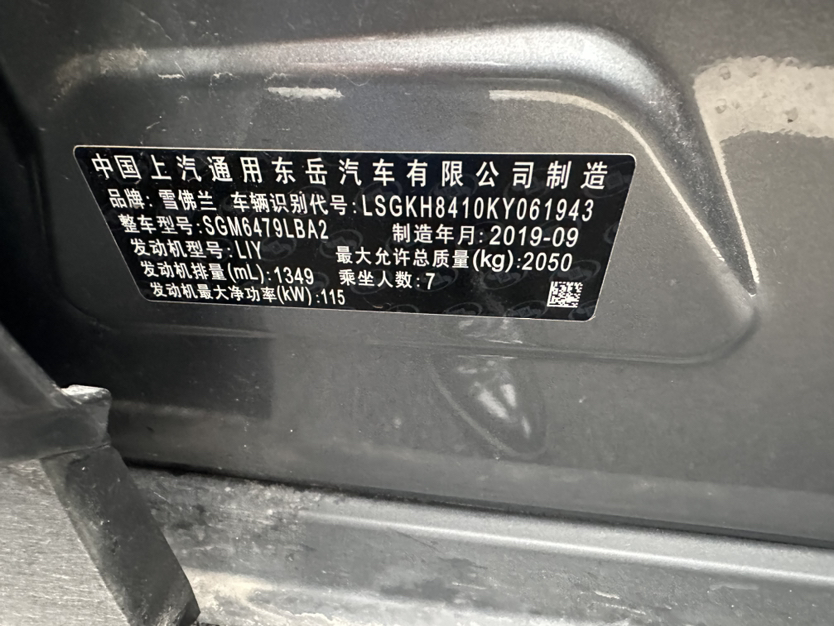 中国上汽通用东岳汽车有限公司制造
品牌: 雪佛兰 车辆识别代号:LSGKH8410KY061943
整车型号:SGM6479LBA2 制造年月:2019-09
发动机型号:LIY 最大允许总质量(kg):2050
发动机排量(mL):1349 乘坐人数:7
发动机最大净功率(kW):115